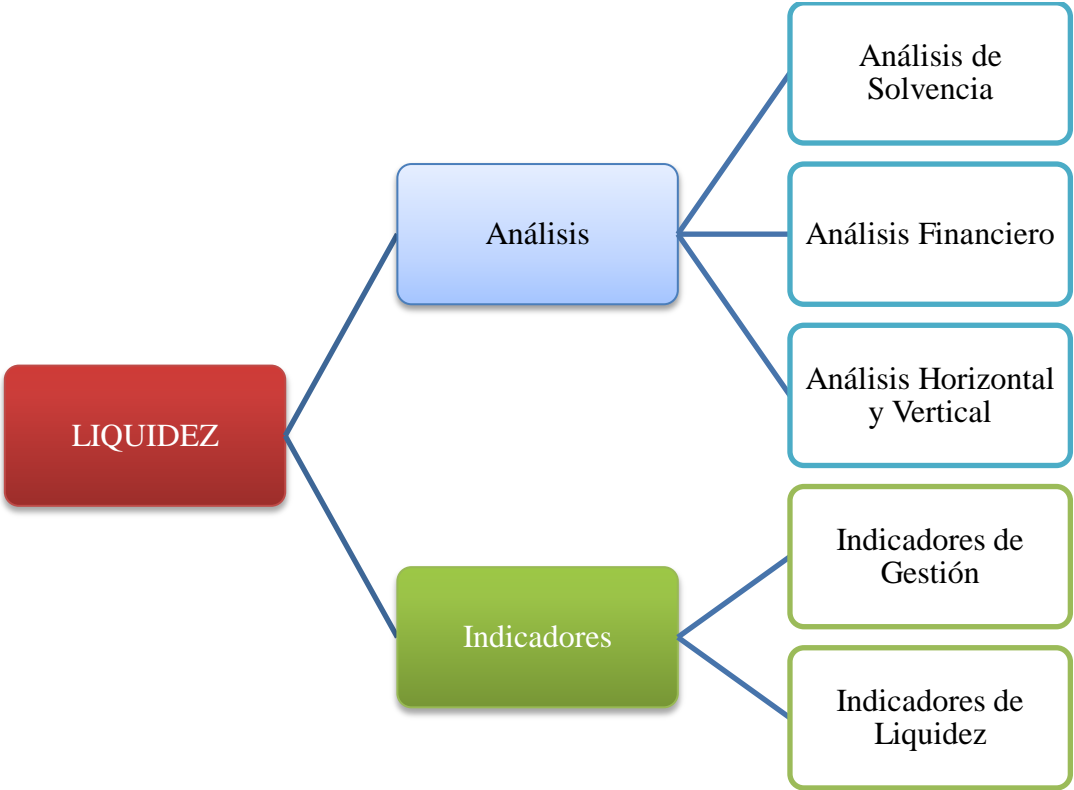 LIQUIDEZ
Análisis
Análisis de
Solvencia
Análisis Financiero
Análisis Horizontal
y Vertical
Indicadores
Indicadores de
Gestión
Indicadores de
Liquidez